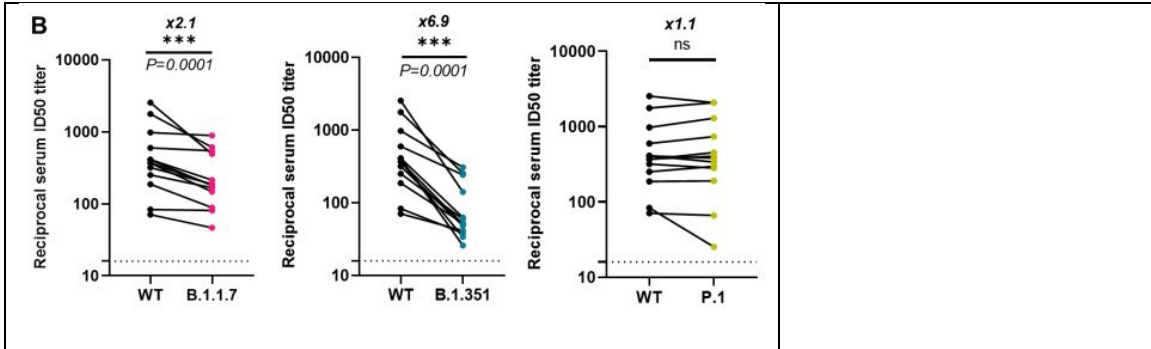 B
x2.1
***
P=0.0001
Reciprocal serum ID50 titer
10000
1000
100
10
WT B.1.1.7
x6.9
***
P=0.0001
Reciprocal serum ID50 titer
10000
1000
100
10
WT B.1.351
x1.1
ns
Reciprocal serum ID50 titer
10000
1000
100
10
WT P.1